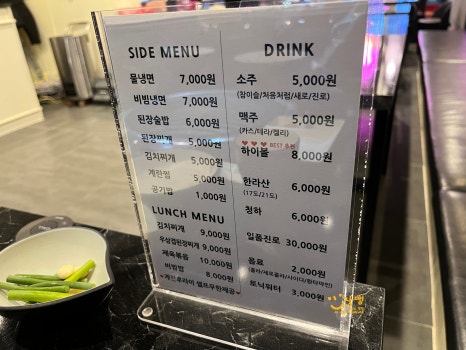 SIDE MENU
물냉면 7,000원
비빔냉면 7,000원
된장술밥 6,000원
된장찌개 5,000원
김치찌개 5,000원
계란찜 5,000원
공기밥 1,000원
LUNCH MENU
김치찌개 9,000원
우삼겹된장찌개 9,000원
제육볶음 10,000원
비빔밥 8,000원
셀프무한제공
DRINK
소주 5,000원
(참이슬/처음처럼/새로/진로)
맥주 5,000원
(카스/테라/켈리)
BEST 추천
하이볼 8,000원
한라산 6,000원
(17도/21도)
청하 6,000원
일품진로 30,000원
음료 2,000원
토닉워터 3,000원